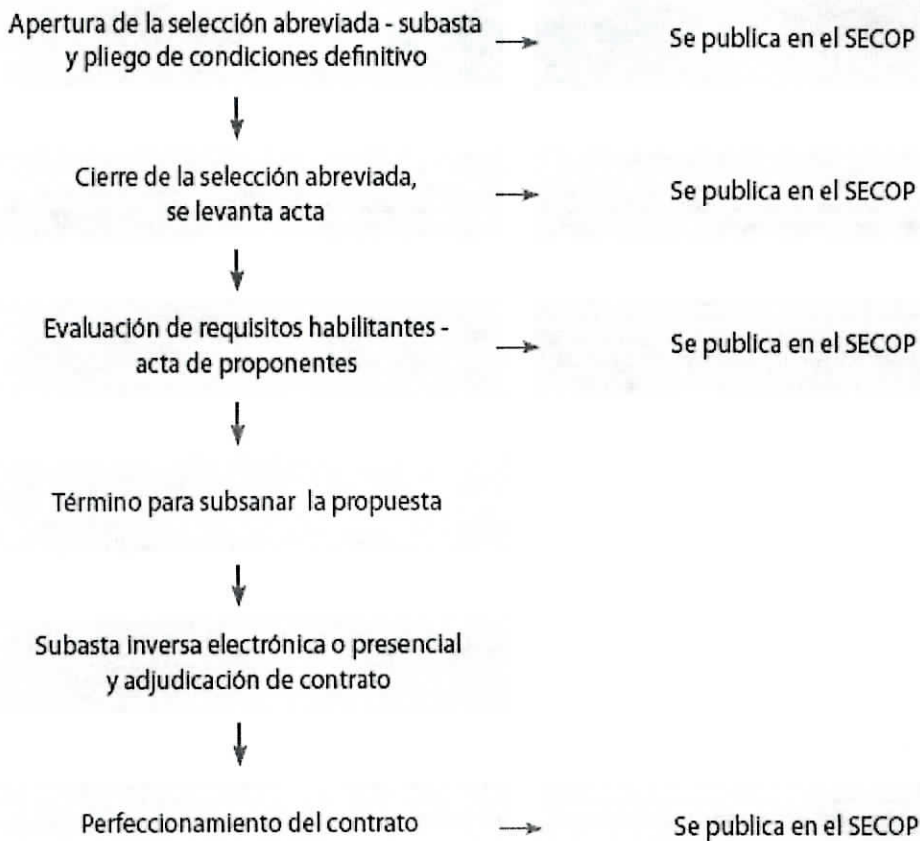 Apertura de la selección abreviada - subasta
y pliego de condiciones definitivo
Se publica en el SECOP
Cierre de la selección abreviada,
se levanta acta
Se publica en el SECOP
Evaluación de requisitos habilitantes -
acta de proponentes
Se publica en el SECOP
Término para subsanar la propuesta
Subasta inversa electrónica o presencial
y adjudicación de contrato
Perfeccionamiento del contrato
Se publica en el SECOP